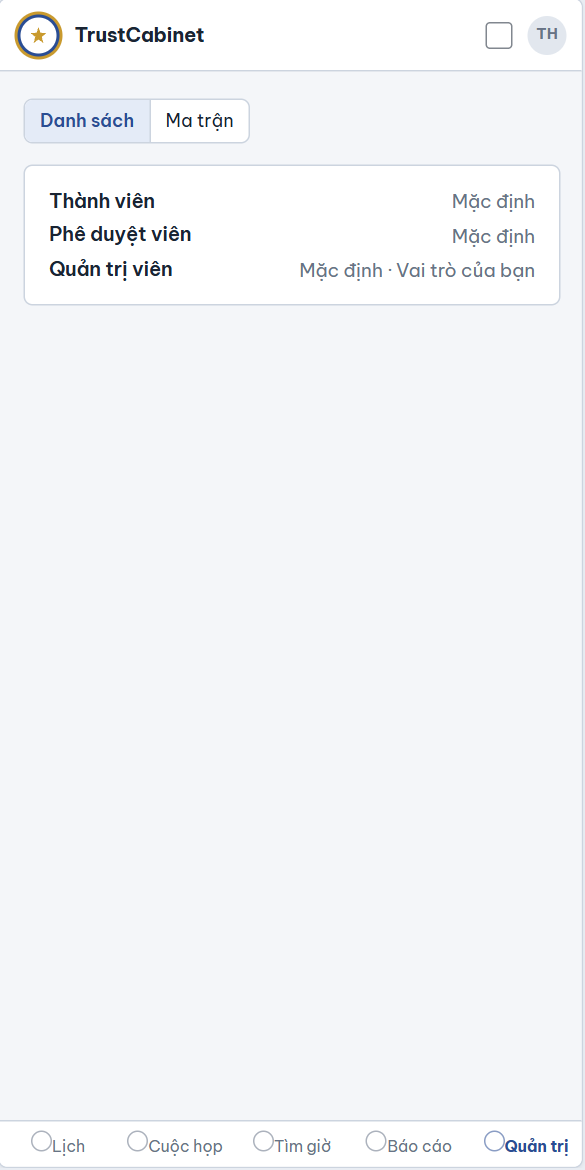 TrustCabinet TH
Danh sách Ma trận
Thành viên Mặc định
Phê duyệt viên Mặc định
Quản trị viên Mặc định · Vai trò của bạn
Lịch Cuộc họp Tìm giờ Báo cáo Quản trị